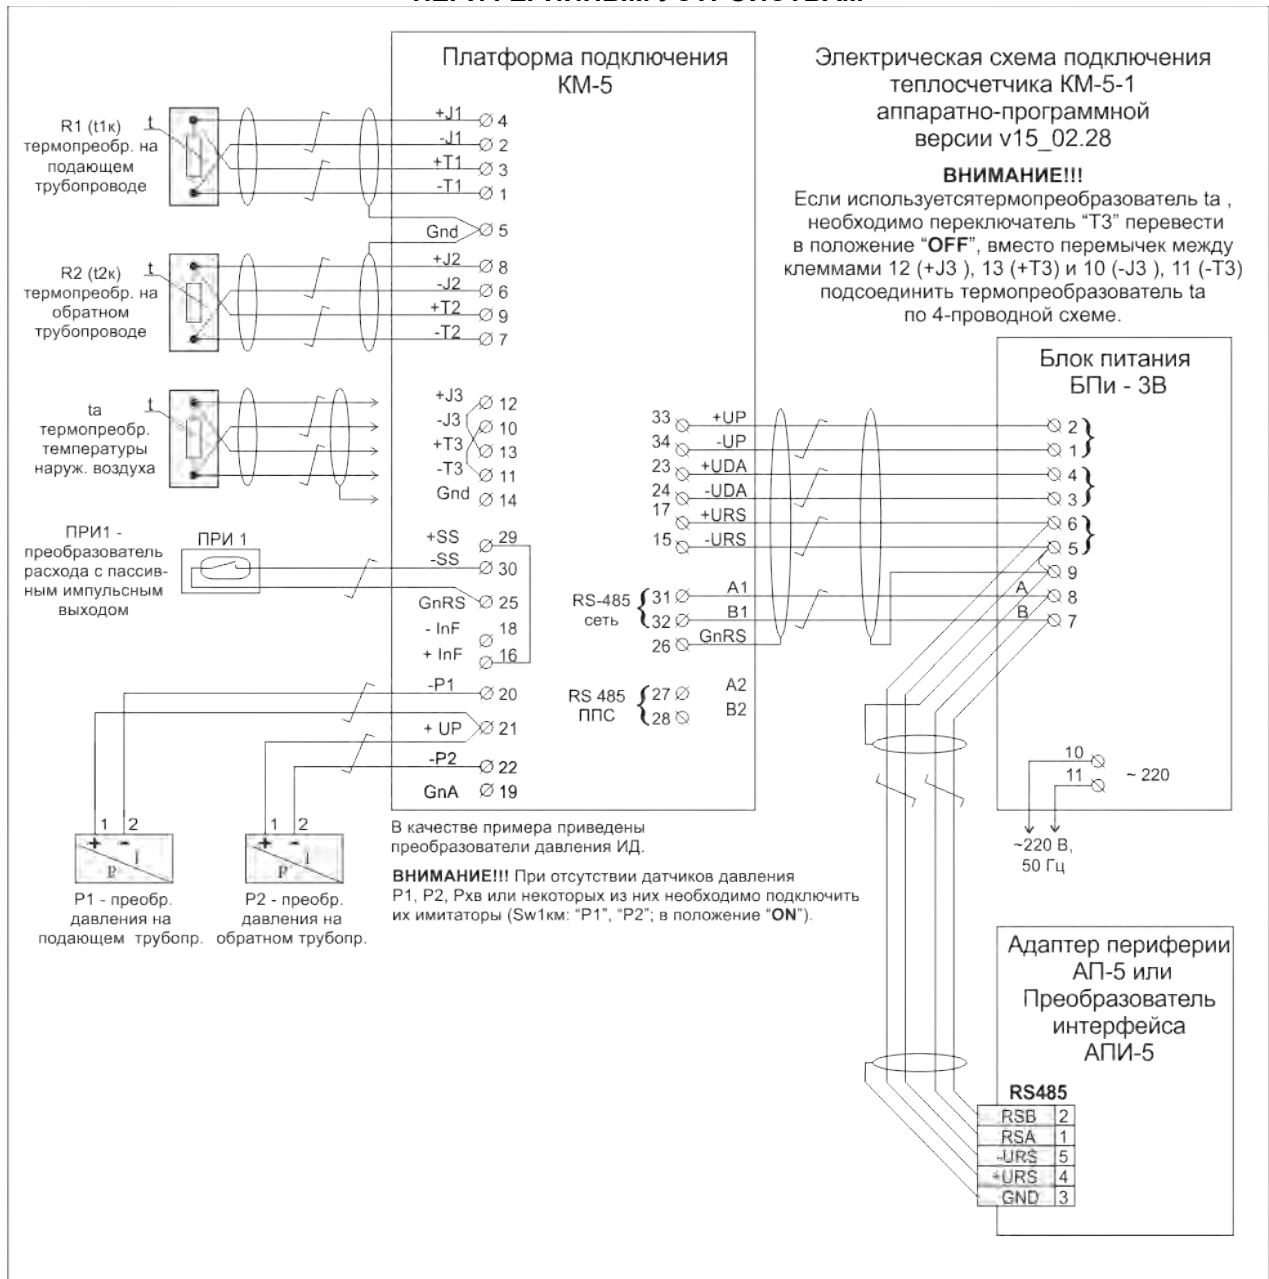 Платформа подключения
КМ-5
Электрическая схема подключения
теплосчетчика КМ-5-1
аппаратно-программной
версии v15_02.28
ВНИМАНИЕ!!!
Если используетсятермопреобразователь ta ,
необходимо переключатель “Т3” перевести
в положение “OFF”, вместо перемычек между
клеммами 12 (+J3 ), 13 (+Т3) и 10 (-J3 ), 11 (-Т3)
подсоединить термопреобразователь ta
по 4-проводной схеме.
R1 (t1к)
термопреобр. на
подающем
трубопроводе
t
+J1 4
-J1 2
+T1 3
-T1 1
Gnd 5
R2 (t2к)
термопреобр. на
обратном
трубопроводе
t
+J2 8
-J2 6
+T2 9
-T2 7
ta
термопреобр.
температуры
наруж. воздуха
t
+J3 12
-J3 10
+T3 13
-T3 11
Gnd 14
ПРИ1 -
преобразователь
расхода с пассив-
ным импульсным
выходом
ПРИ 1
+SS 29
-SS 30
GnRS 25
- InF 18
+ InF 16
-P1 20
+ UP 21
-P2 22
GnA 19
33 +UP
34 -UP
23 +UDA
24 -UDA
17 +URS
15 -URS
RS-485
сеть
31 A1
32 B1
26 GnRS
RS 485
ППС
27 A2
28 B2
Блок питания
БПи - 3В
2
1
4
3
6
5
9
A 8
B 7
10
11
~ 220
~220 В,
50 Гц
1 2
+ -
I
P
P1 - преобр.
давления на
подающем трубопр.
1 2
+ -
I
P
P2 - преобр.
давления на
обратном трубопр.
В качестве примера приведены
преобразователи давления ИД.
ВНИМАНИЕ!!! При отсутствии датчиков давления
Р1, Р2, Рхв или некоторых из них необходимо подключить
их имитаторы (Sw1км: “P1”, “P2”; в положение “ON”).
Адаптер периферии
АП-5 или
Преобразователь
интерфейса
АПИ-5
RS485
RSB 2
RSA 1
-URS 5
+URS 4
GND 3